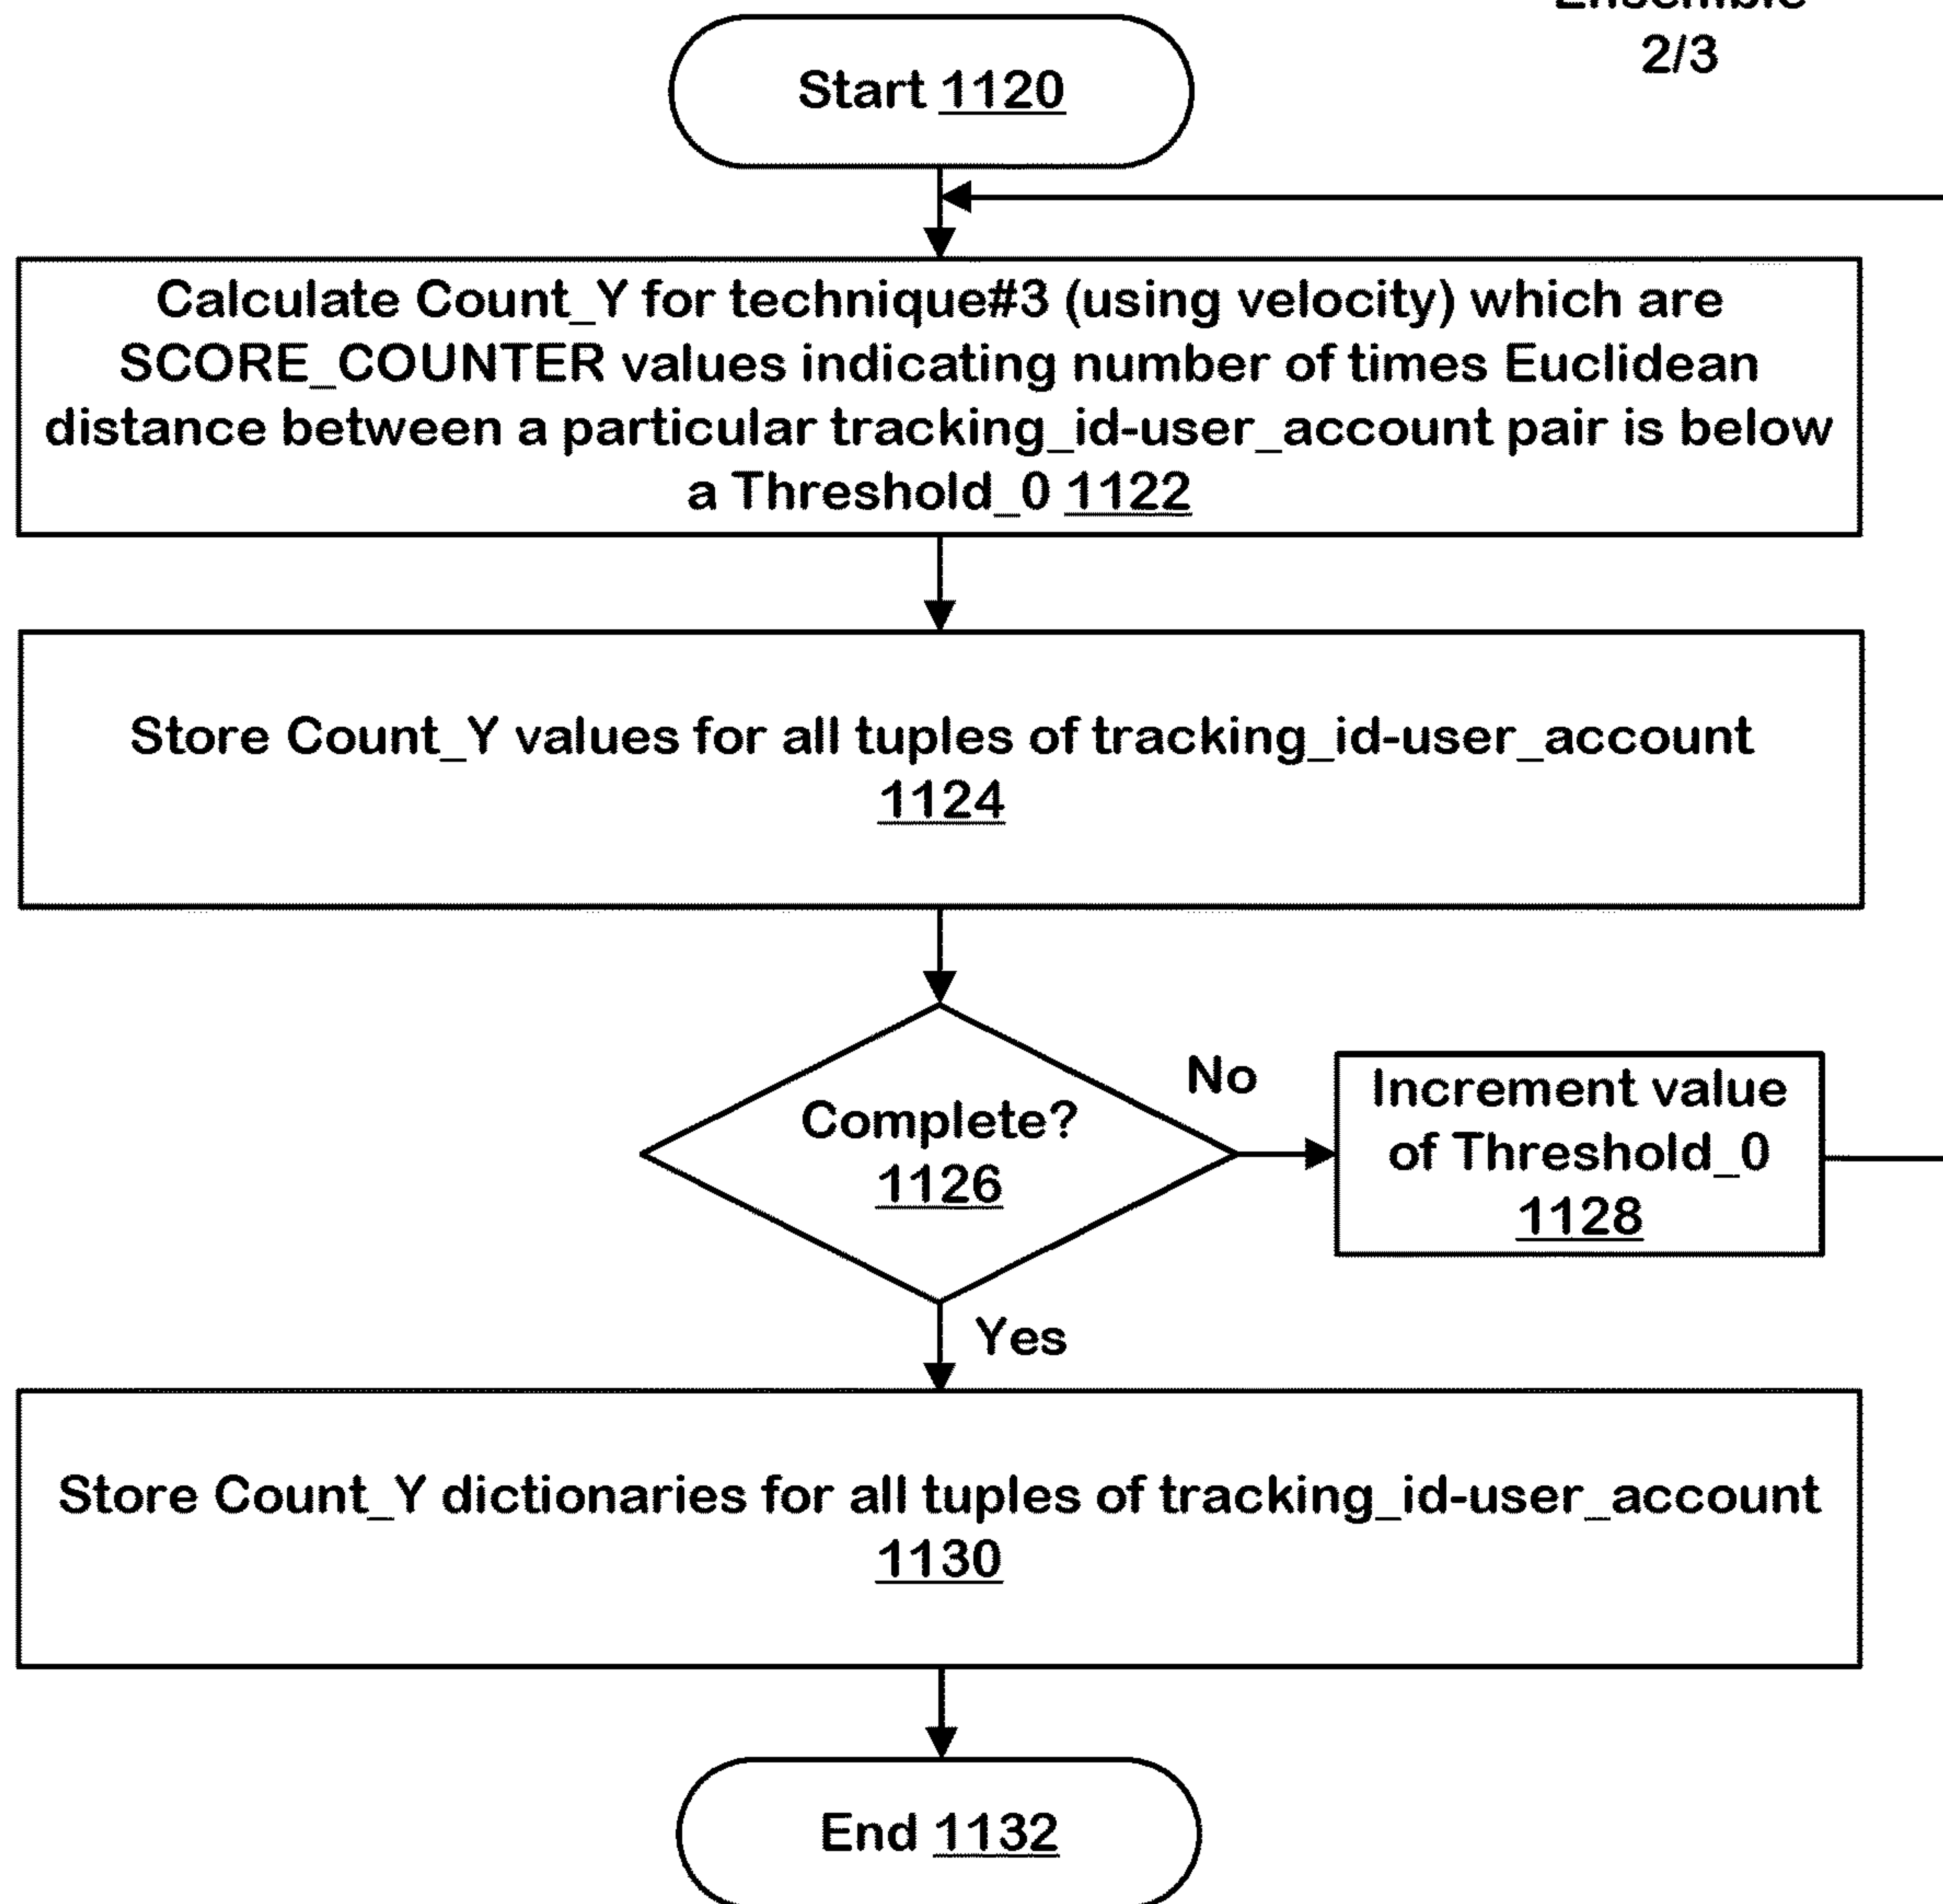 Ensemble
2/3
Start 1120
Calculate Count_Y for technique#3 (using velocity) which are
SCORE_COUNTER values indicating number of times Euclidean
distance between a particular tracking_id-user_account pair is below
a Threshold_0 1122
Store Count_Y values for all tuples of tracking_id-user_account
1124
No
Complete?
1126
Increment value
of Threshold_0
1128
Yes
Store Count_Y dictionaries for all tuples of tracking_id-user_account
1130
End 1132